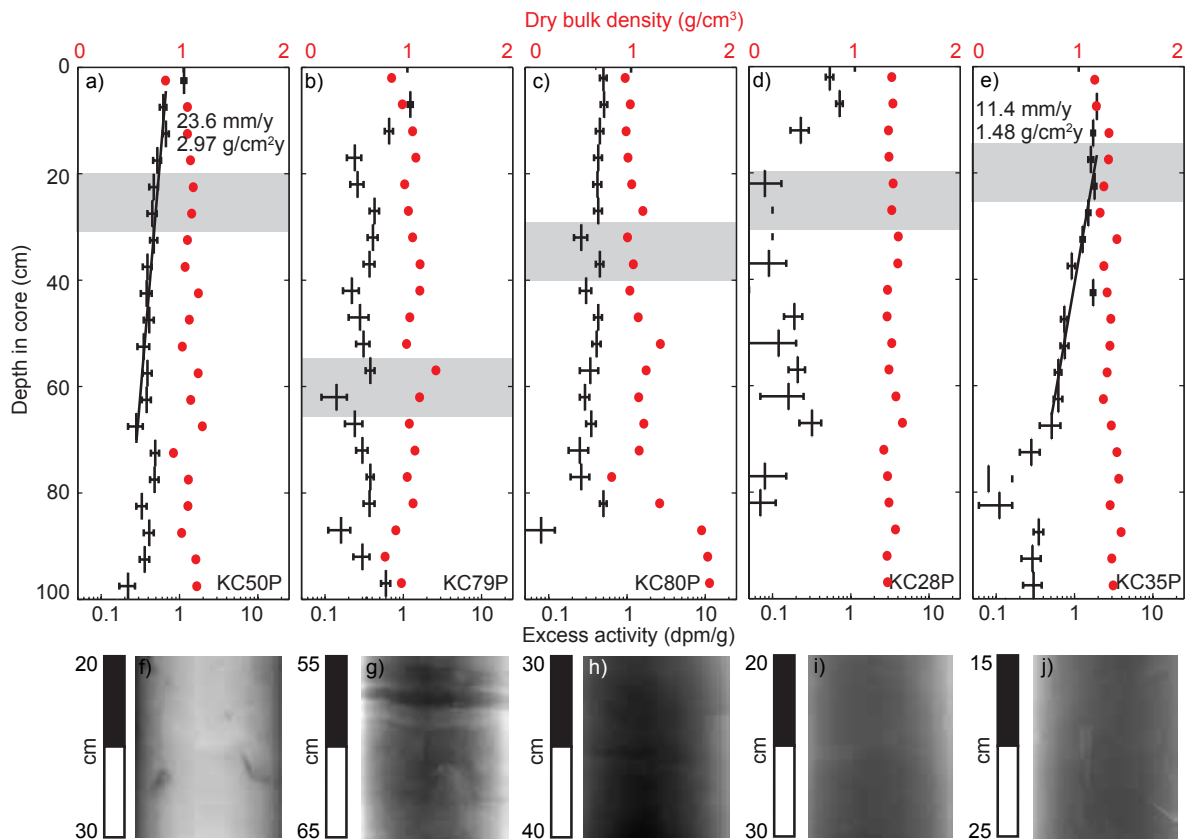 Dry bulk density (g/cm³)
0 1 2 0 1 2 0 1 2 0 1 2 0 1 2
0
20
40
60
80
100
Depth in core (cm)
a)
23.6 mm/y
2.97 g/cm²y
KC50P
b)
KC79P
c)
KC80P
d)
KC28P
e)
11.4 mm/y
1.48 g/cm²y
KC35P
0.1 1 10 0.1 1 10 0.1 1 10 0.1 1 10 0.1 1 10
Excess activity (dpm/g)
20
cm
30
f)
55
cm
65
g)
30
cm
40
h)
20
cm
30
i)
15
cm
25
j)